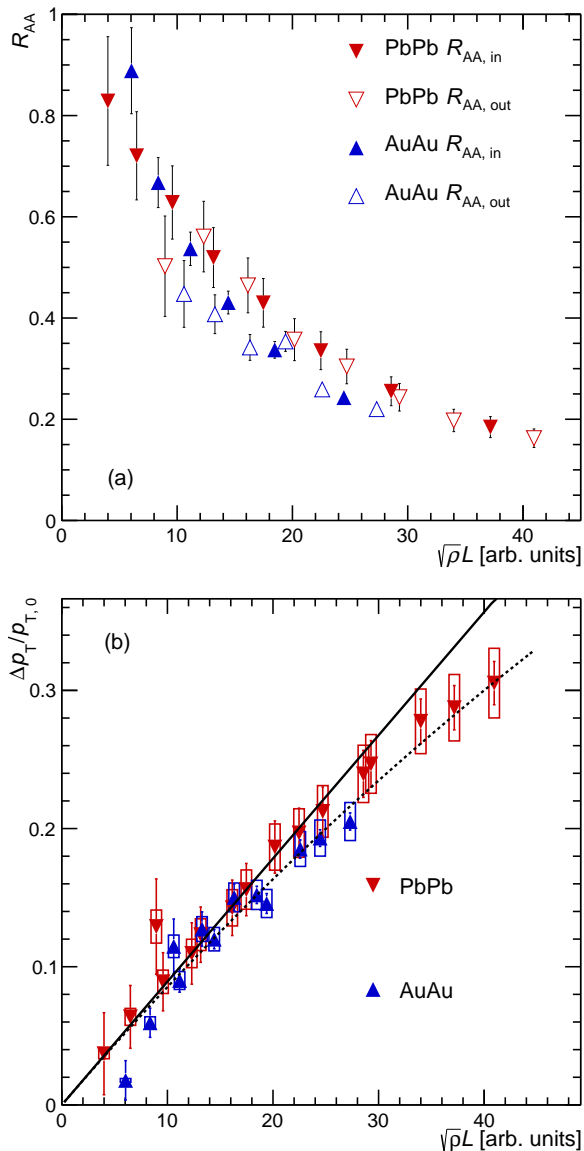 R_AA
1
0.8
0.6
0.4
0.2
0
PbPb R_AA, in
PbPb R_AA, out
AuAu R_AA, in
AuAu R_AA, out
(a)
0 10 20 30 40
√ρL [arb. units]
Δp_T/p_T, 0
0.3
0.2
0.1
0
(b)
PbPb
AuAu
0 10 20 30 40
√ρL [arb. units]